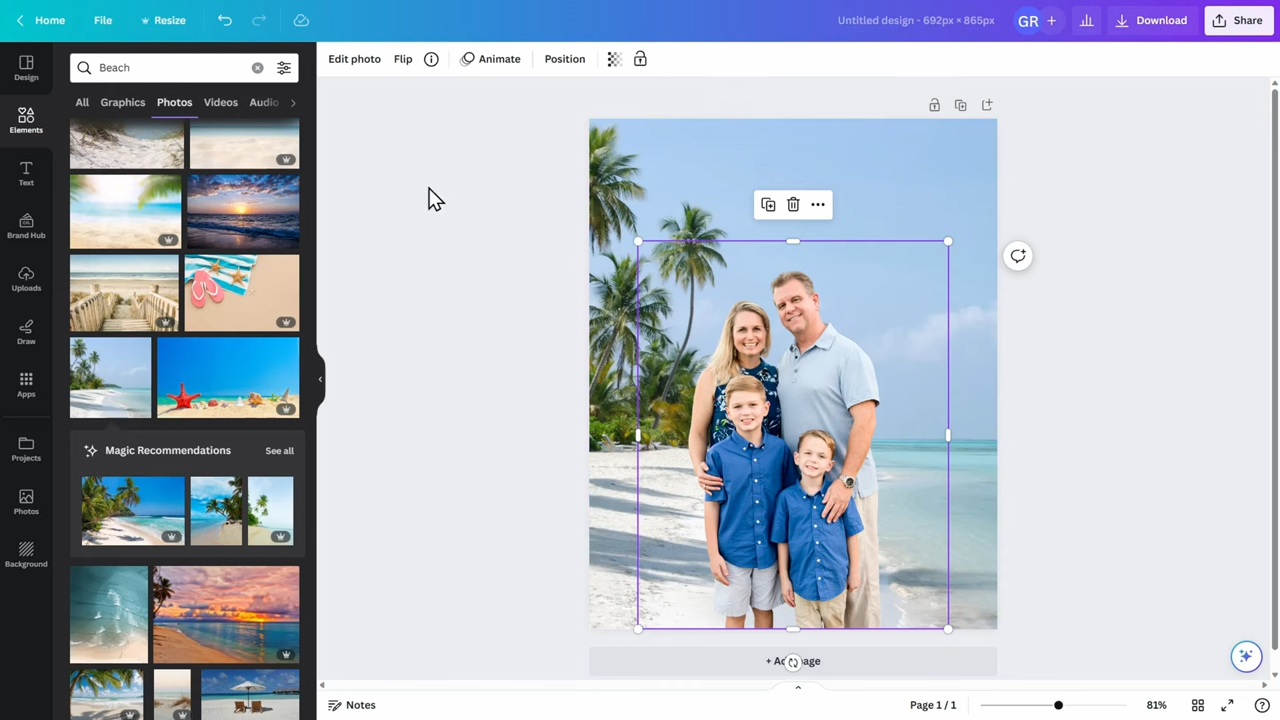 Home File Resize Untitled design - 692px × 865px GR + Download Share
Design
Elements
Text
Brand Hub
Uploads
Draw
Apps
Projects
Photos
Background
Beach
All Graphics Photos Videos Audio
Magic Recommendations See all
Edit photo Flip Animate Position
+ Ad page
Notes Page 1 / 1 81%